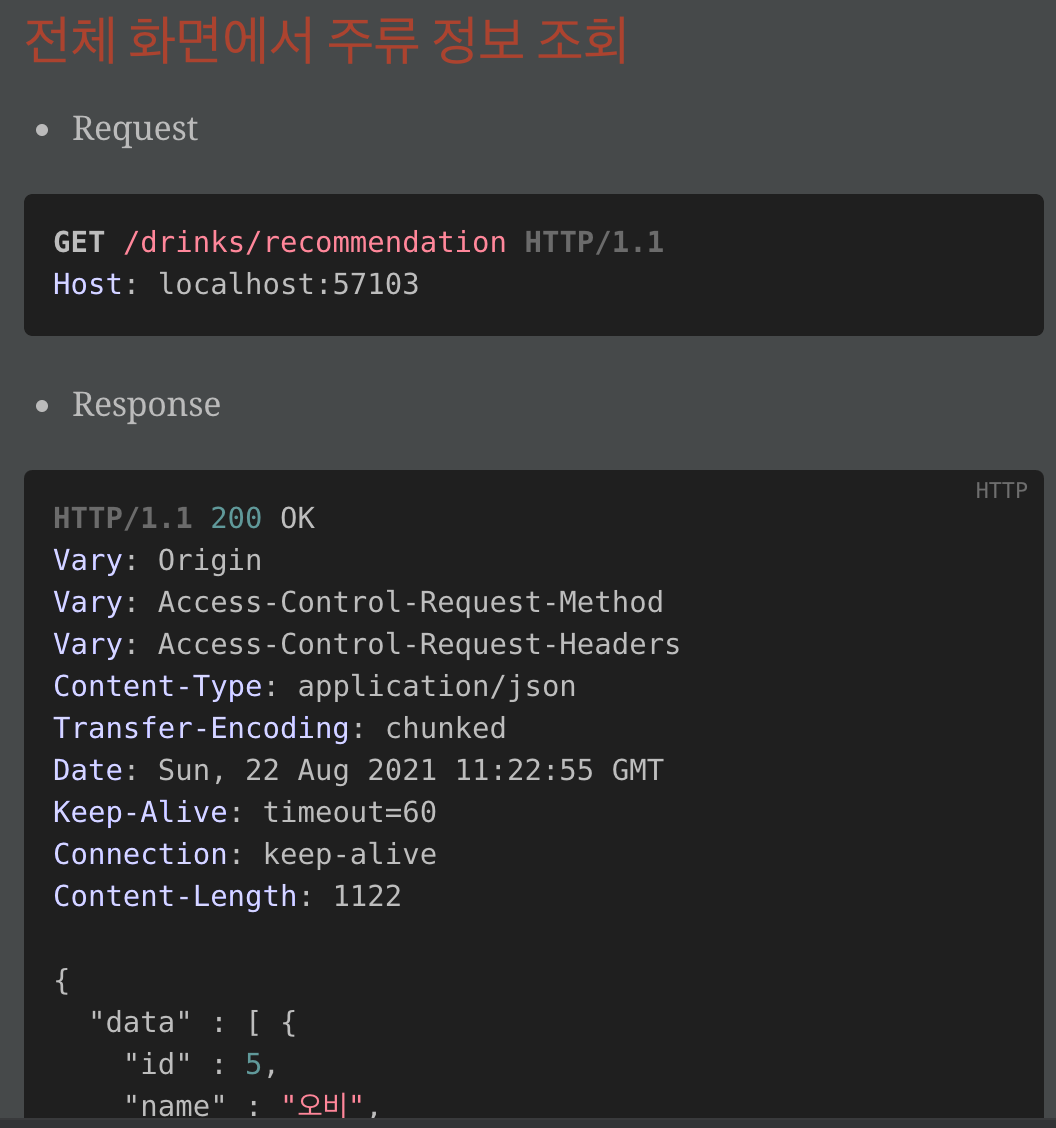 전체 화면에서 주류 정보 조회
• Request
GET /drinks/recommendation HTTP/1.1
Host: localhost:57103
• Response
HTTP
HTTP/1.1 200 OK
Vary: Origin
Vary: Access-Control-Request-Method
Vary: Access-Control-Request-Headers
Content-Type: application/json
Transfer-Encoding: chunked
Date: Sun, 22 Aug 2021 11:22:55 GMT
Keep-Alive: timeout=60
Connection: keep-alive
Content-Length: 1122
{
"data" : [ {
"id" : 5,
"name" : "오비",